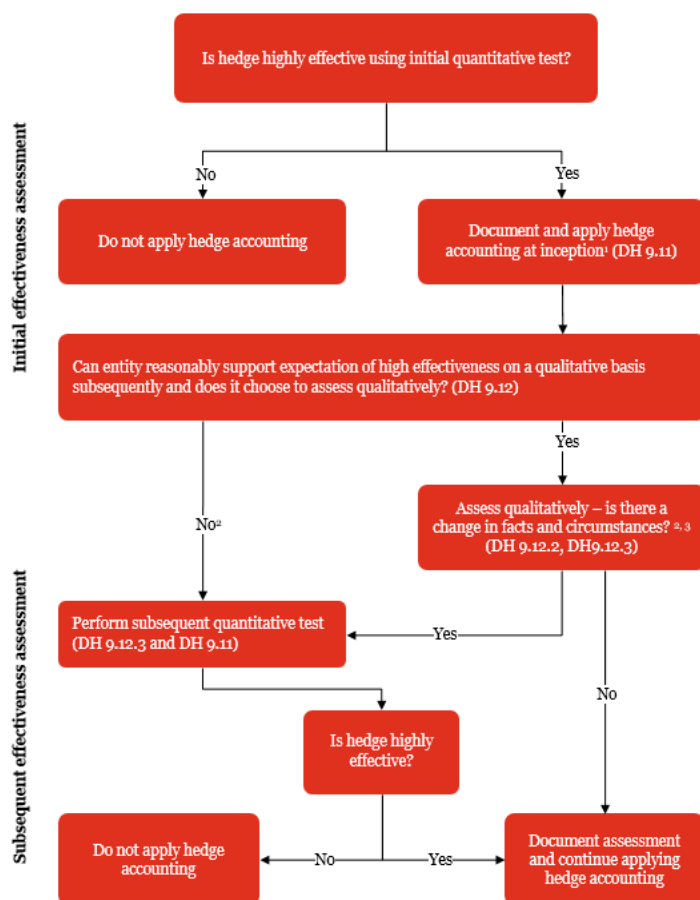 Is hedge highly effective using initial quantitative test?
Initial effectiveness assessment
No
Yes
Do not apply hedge accounting
Document and apply hedge
accounting at inception¹ (DH 9.11)
Can entity reasonably support expectation of high effectiveness on a qualitative basis
subsequently and does it choose to assess qualitatively? (DH 9.12)
Yes
No²
Assess qualitatively – is there a
change in facts and circumstances? ²,³
(DH 9.12.2, DH9.12.3)
Subsequent effectiveness assessment
Perform subsequent quantitative test
(DH 9.12.3 and DH 9.11)
Yes
No
Is hedge highly
effective?
Do not apply hedge
accounting
No
Yes
Document assessment
and continue applying
hedge accounting